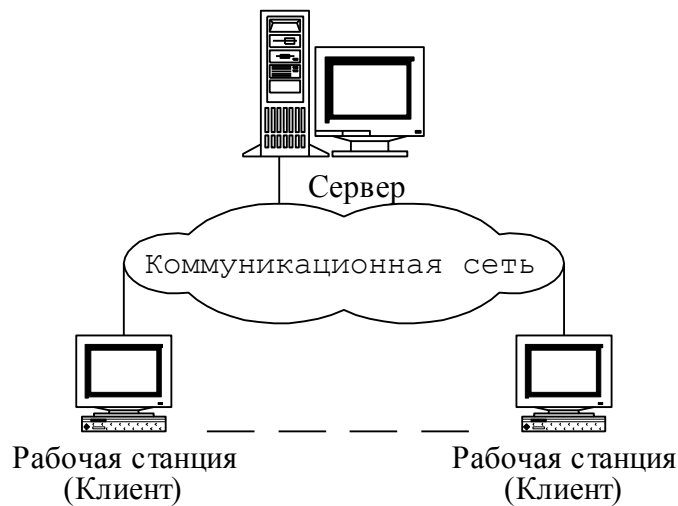 Сервер
Коммуникационная сеть
Рабочая станция
(Клиент)
Рабочая станция
(Клиент)